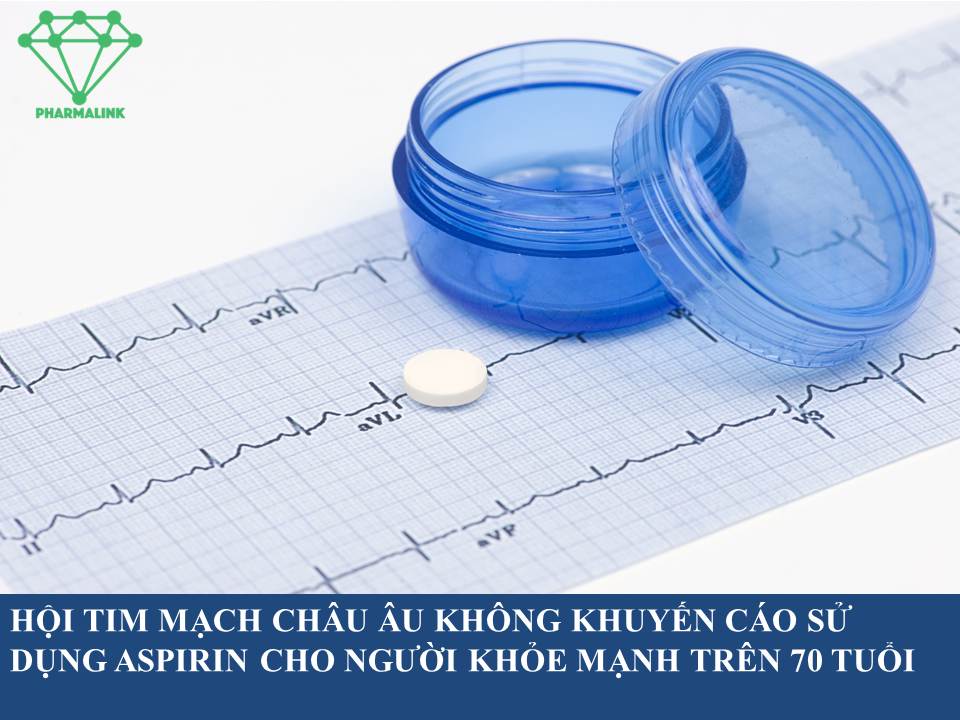 PHARMALINK
aVR
aVL
V3
II
aVF
HỘI TIM MẠCH CHÂU ÂU KHÔNG KHUYẾN CÁO SỬ
DỤNG ASPIRIN CHO NGƯỜI KHỎE MẠNH TRÊN 70 TUỔI